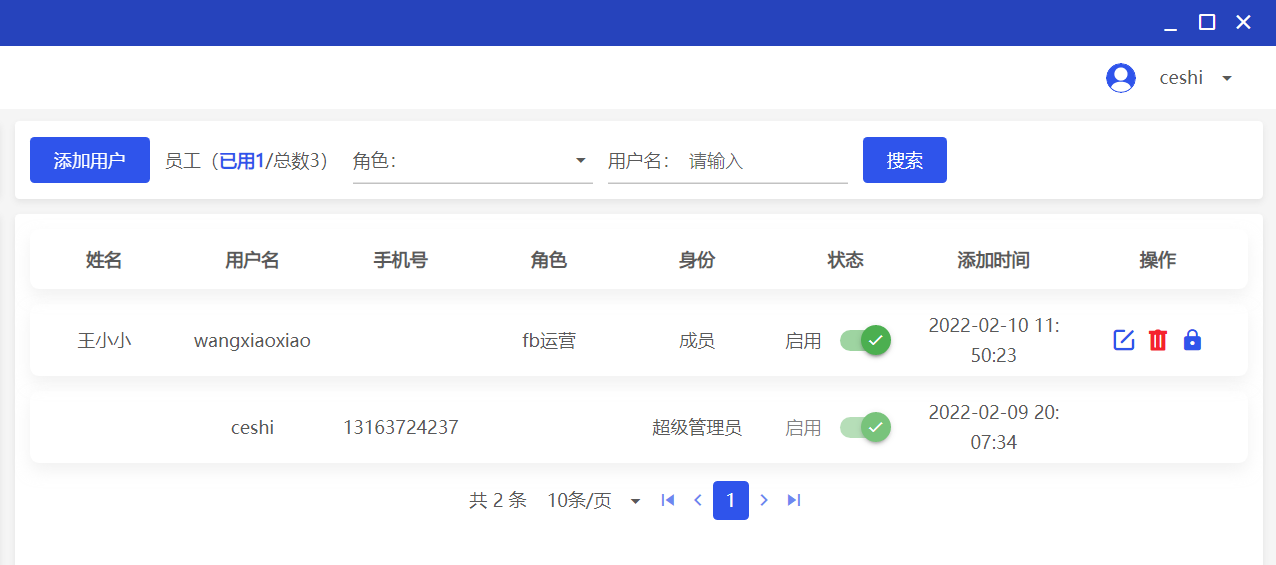 ceshi
添加用户 员工（已用1/总数3） 角色： 用户名： 请输入 搜索
姓名 用户名 手机号 角色 身份 状态 添加时间 操作
王小小 wangxiaoxiao fb运营 成员 启用 2022-02-10 11:
50:23
ceshi 13163724237 超级管理员 启用 2022-02-09 20:
07:34
共 2 条 10条/页 1